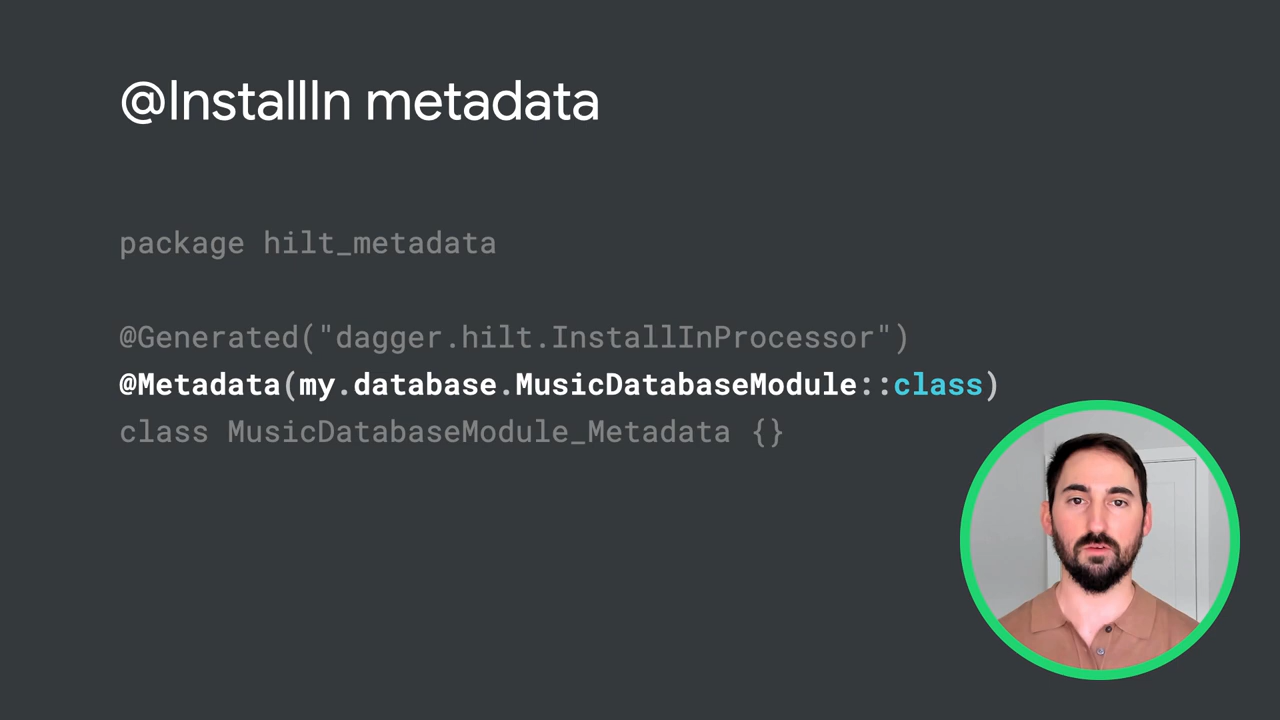 @InstallIn metadata
package hilt_metadata
@Generated("dagger.hilt.InstallInProcessor")
@Metadata(my.database.MusicDatabaseModule::class)
class MusicDatabaseModule_Metadata {}